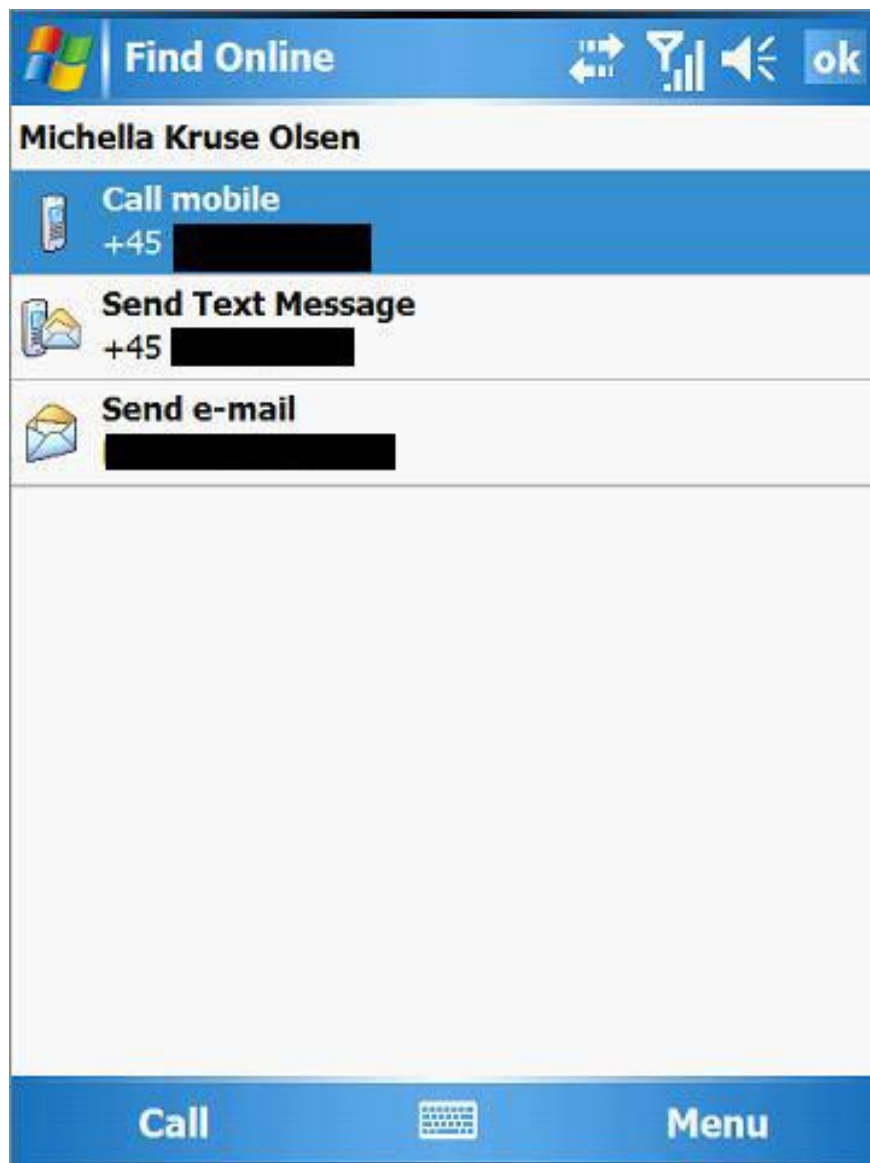 Find Online
ok
Michella Kruse Olsen
Call mobile
+45
Send Text Message
+45
Send e-mail
Call
Menu